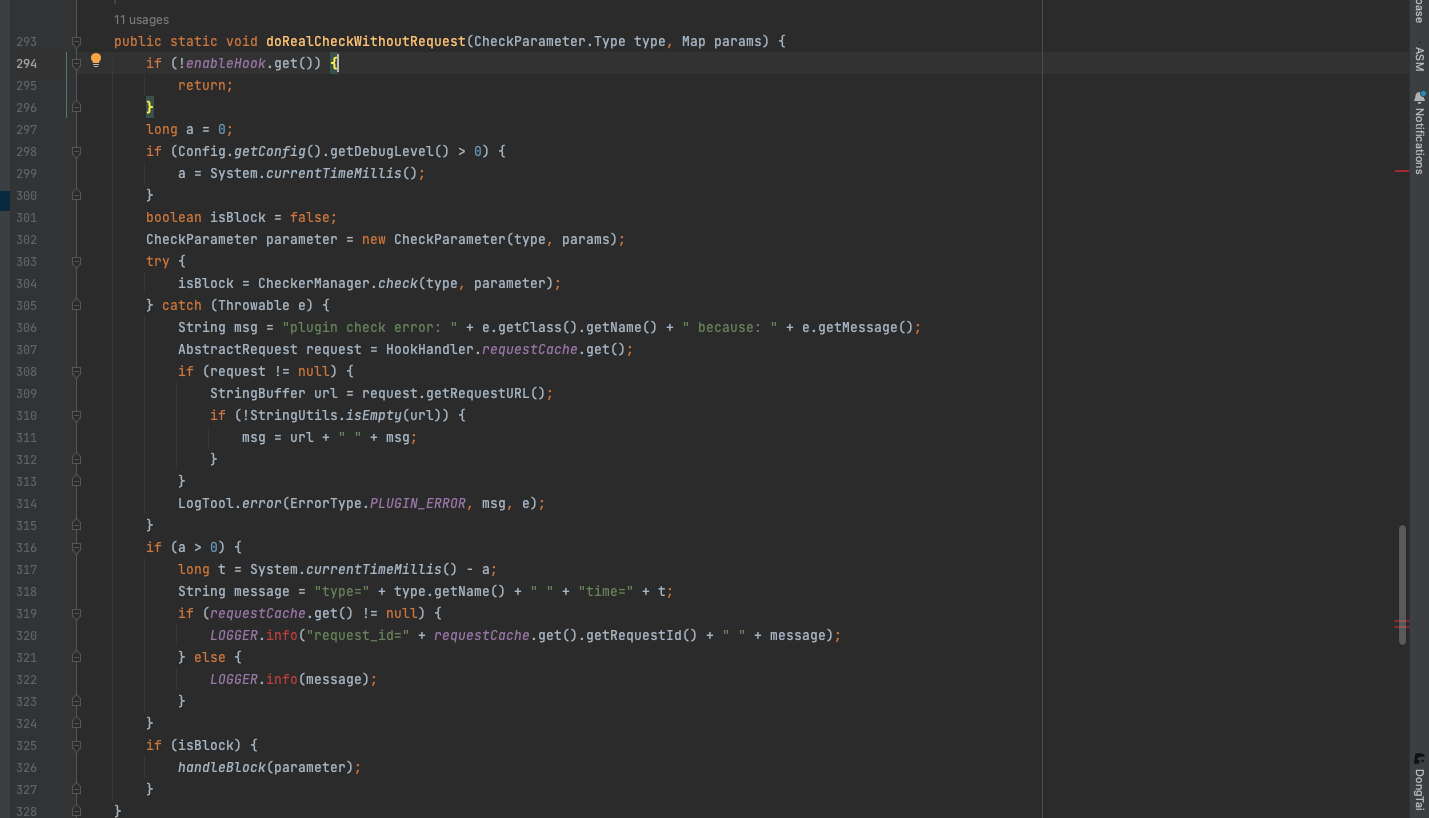 11 usages
293 public static void doRealCheckWithoutRequest(CheckParameter.Type type, Map params) {
294 if (!enableHook.get()) {
295 return;
296 }
297 long a = 0;
298 if (Config.getConfig().getDebugLevel() > 0) {
299 a = System.currentTimeMillis();
300 }
301 boolean isBlock = false;
302 CheckParameter parameter = new CheckParameter(type, params);
303 try {
304 isBlock = CheckerManager.check(type, parameter);
305 } catch (Throwable e) {
306 String msg = "plugin check error: " + e.getClass().getName() + " because: " + e.getMessage();
307 AbstractRequest request = HookHandler.requestCache.get();
308 if (request != null) {
309 StringBuffer url = request.getRequestURL();
310 if (!StringUtils.isEmpty(url)) {
311 msg = url + " " + msg;
312 }
313 }
314 LogTool.error(ErrorType.PLUGIN_ERROR, msg, e);
315 }
316 if (a > 0) {
317 long t = System.currentTimeMillis() - a;
318 String message = "type=" + type.getName() + " " + "time=" + t;
319 if (requestCache.get() != null) {
320 LOGGER.info("request_id=" + requestCache.get().getRequestId() + " " + message);
321 } else {
322 LOGGER.info(message);
323 }
324 }
325 if (isBlock) {
326 handleBlock(parameter);
327 }
328 }
ASM
Notifications
DongTai